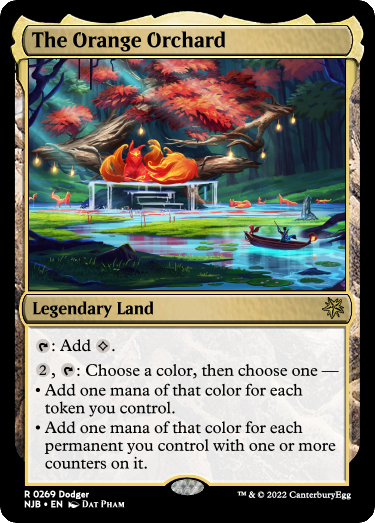 The Orange Orchard
Legendary Land
: Add .
2, : Choose a color, then choose one —
• Add one mana of that color for each
token you control.
• Add one mana of that color for each
permanent you control with one or more
counters on it.
R 0269 Dodger
NJB • EN DAT PHAM
™ & © 2022 CanterburyEgg